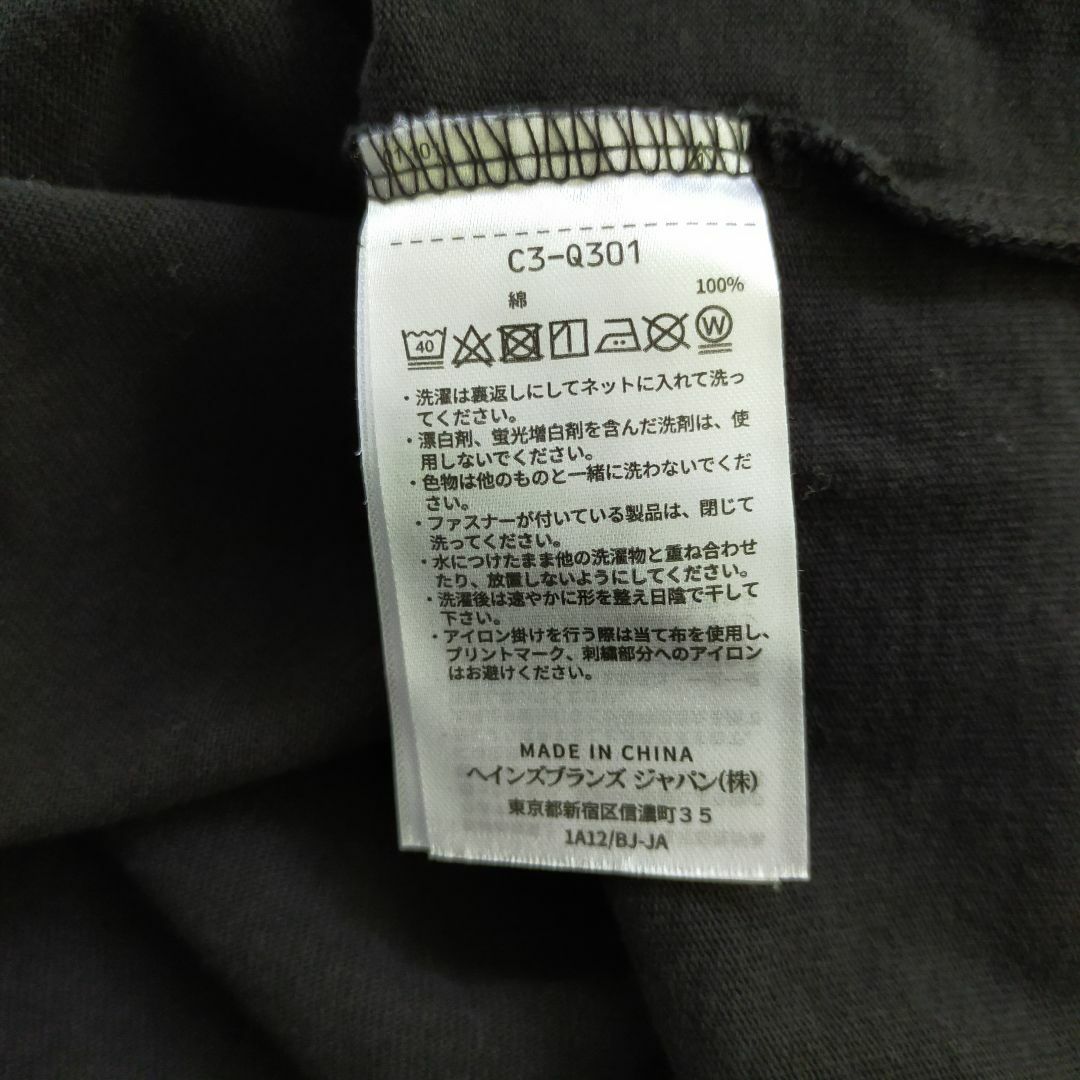 C3-Q301
綿 100%
40 W
・洗濯は裏返しにしてネットに入れて洗っ
てください。
・漂白剤、蛍光増白剤を含んだ洗剤は、使
用しないでください。
・色物は他のものと一緒に洗わないでくだ
さい。
・ファスナーが付いている製品は、閉じて
洗ってください。
・水につけたまま他の洗濯物と重ね合わせ
たり、放置しないようにしてください。
・洗濯後は速やかに形を整え日陰で干して
下さい。
・アイロン掛けを行う際は当て布を使用し、
プリントマーク、刺繍部分へのアイロン
はお避けください。
MADE IN CHINA
ヘインズブランズ ジャパン(株)
東京都新宿区信濃町35
1A12/BJ-JA